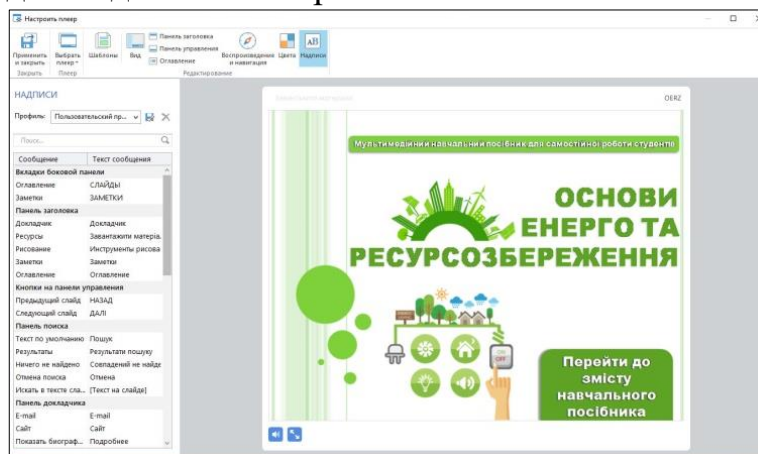 Настроить плеер
Применить и закрыть
Выбрать плеер
Шаблоны
Вид
Панель заголовка
Панель управления
Оглавление
Воспроизведение и навигация
Цвета
Надписи
Закрыть
Плеер
Редактирование
НАДПИСИ
Профиль: Пользовательский пр...
Поиск...
Сообщение Текст сообщения
Вкладки боковой панели
Оглавление СЛАЙДЫ
Заметки ЗАМЕТКИ
Панель заголовка
Докладчик Докладчик
Ресурсы Завантажити матеріа
Рисование Инструменты рисова
Заметки Заметки
Оглавление Оглавление
Кнопки на панели управления
Предыдущий слайд НАЗАД
Следующий слайд ДАЛІ
Панель поиска
Текст по умолчанию Пошук
Результаты Результати пошуку
Ничего не найдено Совпадений не найде
Отмена поиска Отмена
Искать в тексте сла... [Текст на слайде]
Панель докладчика
E-mail E-mail
Сайт Сайт
Показать биограф... Подробнее
OERZ
Мультимедійний навчальний посібник для самостійної роботи студентів
ОСНОВИ
ЕНЕРГО ТА
РЕСУРСОЗБЕРЕЖЕННЯ
ON
OFF
Перейти до
змісту
навчального
посібника